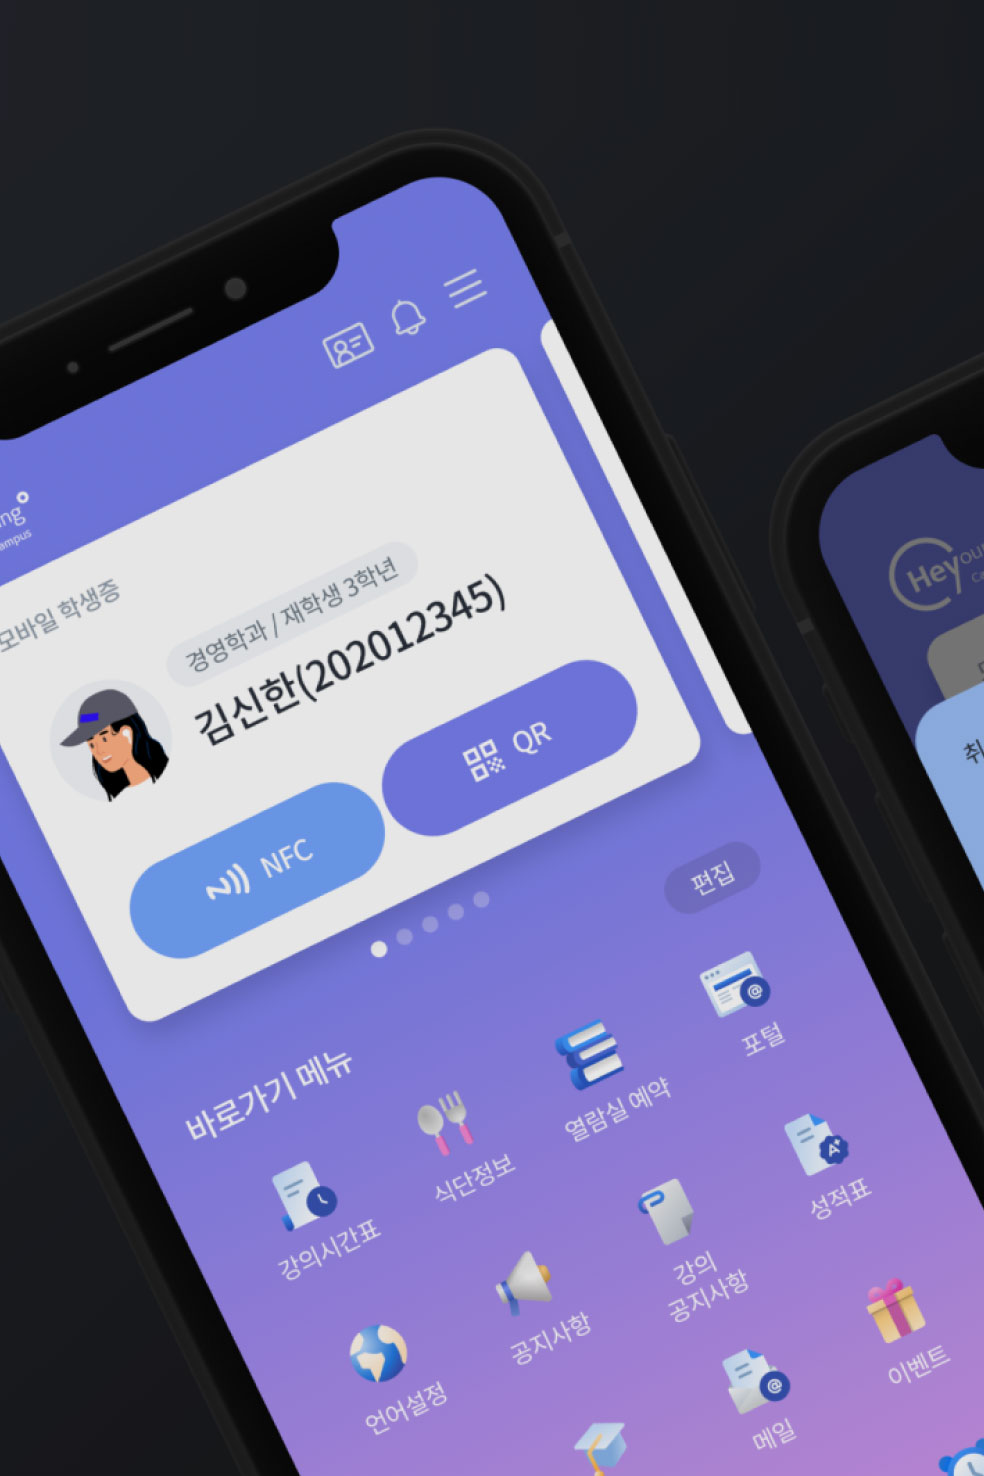 ng
ampus
모바일 학생증
경영학과 / 재학생 3학년
김신한(202012345)
NFC
QR
편집
바로가기 메뉴
강의시간표
식단정보
열람실 예약
포털
언어설정
공지사항
강의
공지사항
성적표
메일
이벤트
Heyour
Ca
취